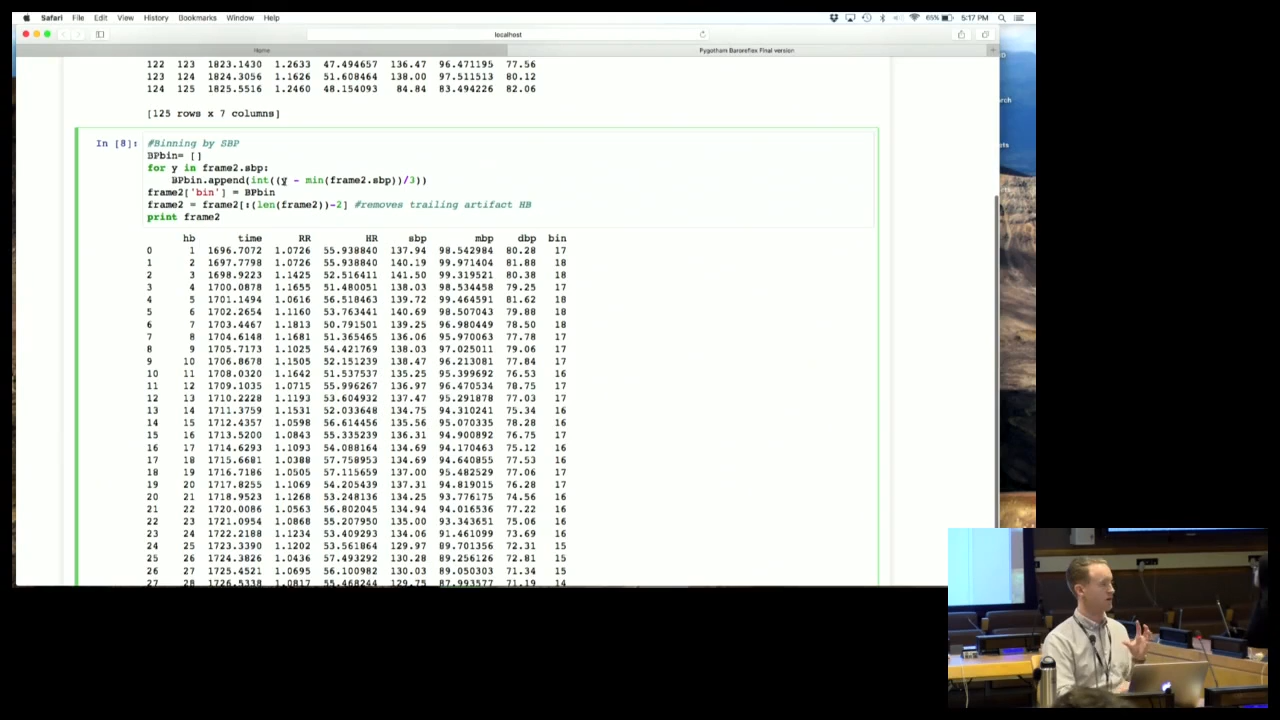 Safari File Edit View History Bookmarks Window Help 65% 5:17 PM
localhost
Home Pygotham Baroreflex Final version
122 123 1823.1430 1.2633 47.494657 136.47 96.471195 77.56
123 124 1824.3056 1.1626 51.608464 138.00 97.511513 80.12
124 125 1825.5516 1.2460 48.154093 84.84 83.494226 82.06
[125 rows x 7 columns]
In [8]: #Binning by SBP
BPbin= []
for y in frame2.sbp:
BPbin.append(int((y - min(frame2.sbp))/3))
frame2['bin'] = BPbin
frame2 = frame2[:(len(frame2))-2] #removes trailing artifact HB
print frame2
hb time RR HR sbp mbp dbp bin
0 1 1696.7072 1.0726 55.938840 137.94 98.542984 80.28 17
1 2 1697.7798 1.0726 55.938840 140.19 99.971404 81.88 18
2 3 1698.9223 1.1425 52.516411 141.50 99.319521 80.38 18
3 4 1700.0878 1.1655 51.480051 138.03 98.534458 79.25 17
4 5 1701.1494 1.0616 56.518463 139.72 99.464591 81.62 18
5 6 1702.2654 1.1160 53.763441 140.69 98.507043 79.88 18
6 7 1703.4467 1.1813 50.791501 139.25 96.980449 78.50 18
7 8 1704.6148 1.1681 51.365465 136.06 95.970063 77.78 17
8 9 1705.7173 1.1025 54.421769 138.03 97.025011 79.06 17
9 10 1706.8678 1.1505 52.151239 138.47 96.213081 77.84 17
10 11 1708.0320 1.1642 51.537537 135.25 95.399692 76.53 16
11 12 1709.1035 1.0715 55.996267 136.97 96.470534 78.75 17
12 13 1710.2228 1.1193 53.604932 137.47 95.291878 77.03 17
13 14 1711.3759 1.1531 52.033648 134.75 94.310241 75.34 16
14 15 1712.4357 1.0598 56.614456 135.56 95.070335 78.28 16
15 16 1713.5200 1.0843 55.335239 136.31 94.900892 76.75 17
16 17 1714.6293 1.1093 54.088164 134.69 94.170463 75.12 16
17 18 1715.6681 1.0388 57.758953 134.69 94.640855 77.53 16
18 19 1716.7186 1.0505 57.115659 137.00 95.482529 77.06 17
19 20 1717.8255 1.1069 54.205439 137.31 94.819015 76.28 17
20 21 1718.9523 1.1268 53.248136 134.25 93.776175 74.56 16
21 22 1720.0086 1.0563 56.802045 134.94 94.016536 77.22 16
22 23 1721.0954 1.0868 55.207950 135.00 93.343651 75.06 16
23 24 1722.2188 1.1234 53.409293 134.06 91.461099 73.69 16
24 25 1723.3390 1.1202 53.561864 129.97 89.701356 72.31 15
25 26 1724.3826 1.0436 57.493292 130.28 89.256126 72.81 15
26 27 1725.4521 1.0695 56.100982 130.03 89.050303 71.34 15
27 28 1726.5338 1.0817 55.468244 129.75 87.993577 71.19 14